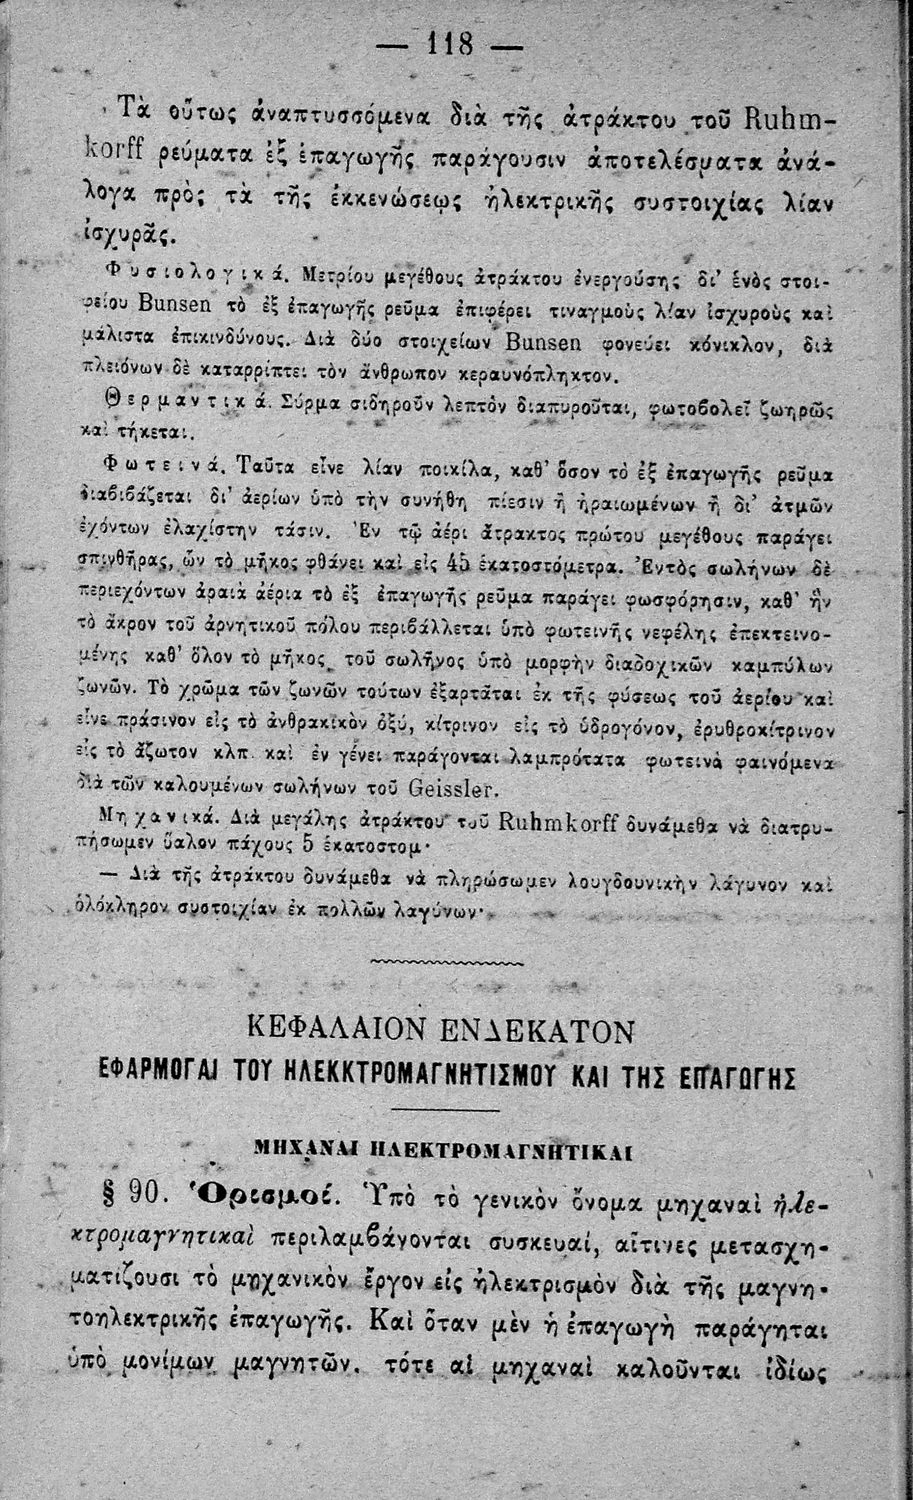 — 118 —
Τὰ οὕτως ἀναπτυσσόμενα διὰ τῆς ἀτράκτου τοῦ Ruhm-
korff ρεύματα ἐξ ἐπαγωγῆς παράγουσιν ἀποτελέσματα ἀνά-
λογα πρὸς τὰ τῆς ἐκκενώσεως ἠλεκτρικῆς συστοιχίας λίαν
ἰσχυρᾶς.
Φυσιολογικά. Μετρίου μεγέθους ἀτράκτου ἐνεργούσης δι' ἑνὸς στοι-
χείου Bunsen τὸ ἐξ ἐπαγωγῆς ρεῦμα ἐπιφέρει τιναγμοὺς λίαν ἰσχυροὺς καὶ
μάλιστα ἐπικινδύνους. Διὰ δύο στοιχείων Bunsen φονεύει κόνικλον, διὰ
πλειόνων δὲ καταρρίπτει τὸν ἄνθρωπον κεραυνόπληκτον.
Θερμαντικά. Σύρμα σιδηροῦν λεπτὸν διαπυροῦται, φωτοβολεῖ ζωηρῶς
καὶ τήκεται.
Φωτεινά. Ταῦτα εἶνε λίαν ποικίλα, καθ' ὅσον τὸ ἐξ ἐπαγωγῆς ρεῦμα
διαβιβάζεται δι' ἀερίων ὑπὸ τὴν συνήθη πίεσιν ἢ ἠραιωμένων ἢ δι' ἀτμῶν
ἐχόντων ἐλαχίστην τάσιν. Ἐν τῷ ἀέρι ἄτρακτος πρώτου μεγέθους παράγει
σπινθῆρας, ὧν τὸ μῆκος φθάνει καὶ εἰς 45 ἑκατοστόμετρα. Ἐντὸς σωλήνων δὲ
περιεχόντων ἀραιὰ ἀέρια τὸ ἐξ ἐπαγωγῆς ρεῦμα παράγει φωσφόρησιν, καθ' ἣν
τὸ ἄκρον τοῦ ἀρνητικοῦ πόλου περιβάλλεται ὑπὸ φωτεινῆς νεφέλης ἐπεκτεινο-
μένης καθ' ὅλον τὸ μῆκος τοῦ σωλῆνος ὑπὸ μορφὴν διαδοχικῶν καμπύλων
ζωνῶν. Τὸ χρῶμα τῶν ζωνῶν τούτων ἐξαρτᾶται ἐκ τῆς φύσεως τοῦ ἀερίου καὶ
εἶνε πράσινον εἰς τὸ ἀνθρακικὸν ὀξύ, κίτρινον εἰς τὸ ὑδρογόνον, ἐρυθροκίτρινον
εἰς τὸ ἄζωτον κλπ. καὶ ἐν γένει παράγονται λαμπρότατα φωτεινὰ φαινόμενα
διὰ τῶν καλουμένων σωλήνων τοῦ Geissler.
Μηχανικά. Διὰ μεγάλης ἀτράκτου τοῦ Ruhmkorff δυνάμεθα νὰ διατρυ-
πήσωμεν ὕαλον πάχους 5 ἑκατοστομ·
— Διὰ τῆς ἀτράκτου δυνάμεθα νὰ πληρώσωμεν λουγδουνικὴν λάγυνον καὶ
ὁλόκληρον συστοιχίαν ἐκ πολλῶν λαγύνων·
ΚΕΦΑΛΑΙΟΝ ΕΝΔΕΚΑΤΟΝ
ΕΦΑΡΜΟΓΑΙ ΤΟΥ ΗΛΕΚΚΤΡΟΜΑΓΝΗΤΙΣΜΟΥ ΚΑΙ ΤΗΣ ΕΠΑΓΩΓΗΣ
ΜΗΧΑΝΑΙ ΗΛΕΚΤΡΟΜΑΓΝΗΤΙΚΑΙ
§ 90. Ὁρισμοί. Ὑπὸ τὸ γενικὸν ὄνομα μηχαναὶ ἠλε-
κτρομαγνητικαὶ περιλαμβάνονται συσκευαί, αἵτινες μετασχη-
ματίζουσι τὸ μηχανικὸν ἔργον εἰς ἠλεκτρισμὸν διὰ τῆς μαγνη-
τοηλεκτρικῆς ἐπαγωγῆς. Καὶ ὅταν μὲν ἡ ἐπαγωγὴ παράγηται
ὑπὸ μονίμων μαγνητῶν. τότε αἱ μηχαναὶ καλοῦνται ἰδίως